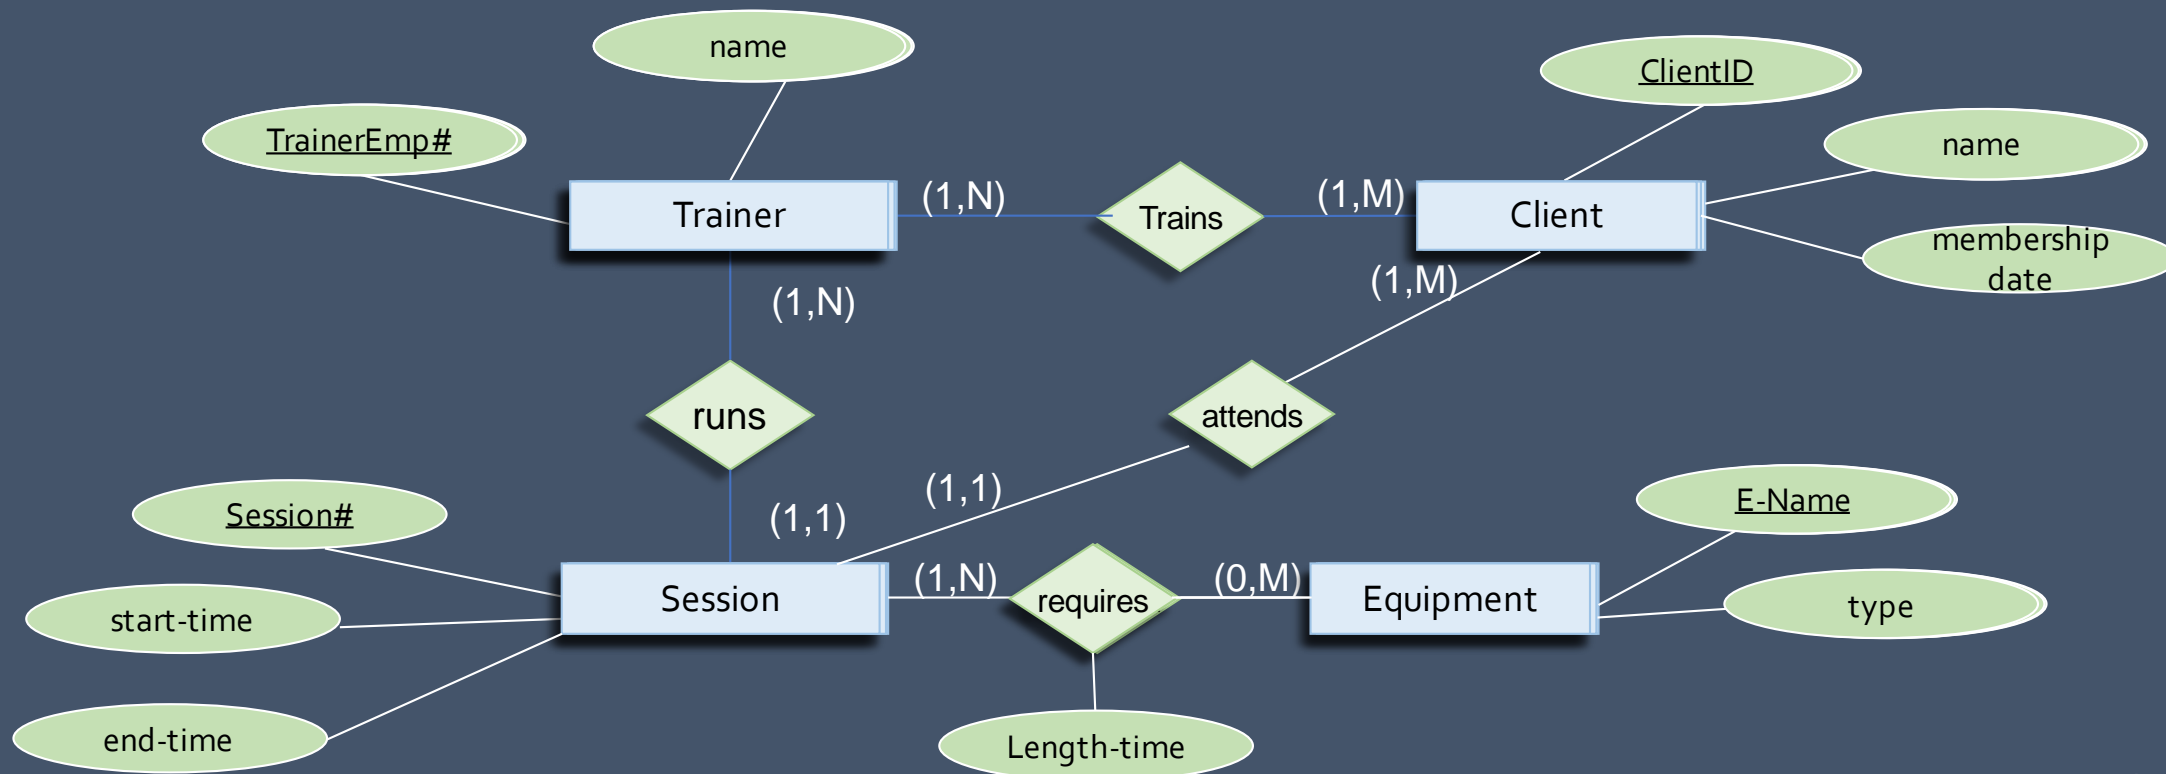 name
ClientID
TrainerEmp#
name
Trainer
(1,N)
Trains
(1,M)
Client
membership
date
(1,N)
(1,M)
runs
attends
(1,1)
(1,1)
Session#
E-Name
Session
(1,N)
requires
(0,M)
Equipment
start-time
type
end-time
Length-time